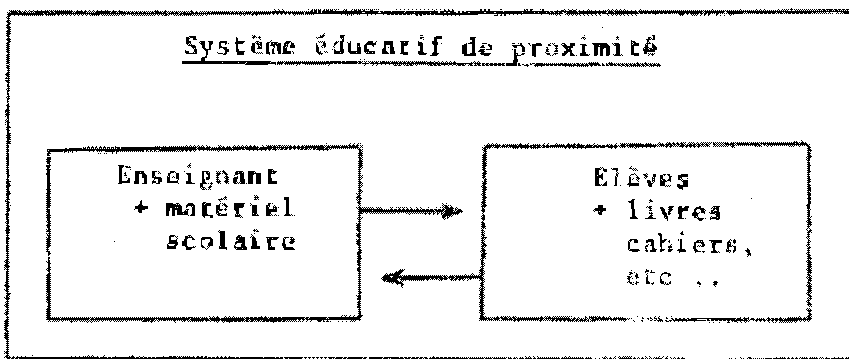 Système éducatif de proximité
Enseignant
+ matériel
scolaire
Elèves
+ livres
cahiers,
etc ..